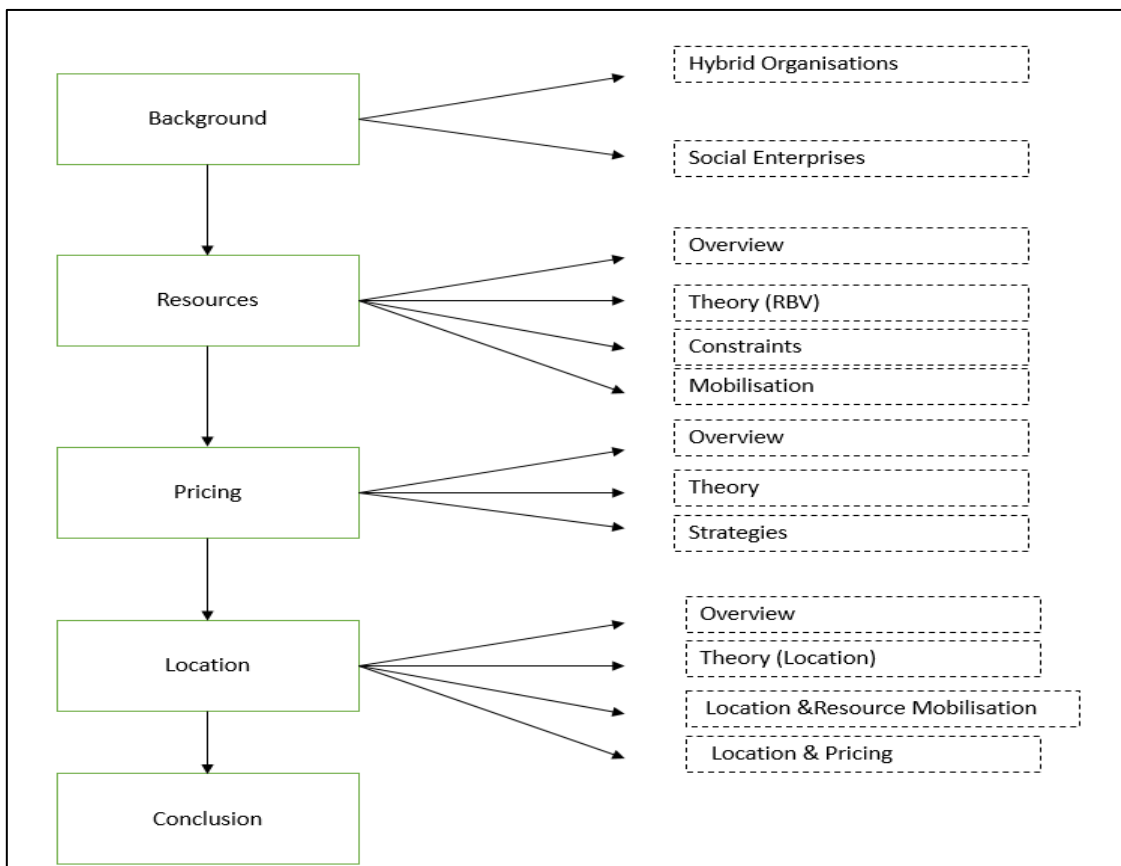 Background
Hybrid Organisations
Social Enterprises
Resources
Overview
Theory (RBV)
Constraints
Mobilisation
Pricing
Overview
Theory
Strategies
Location
Overview
Theory (Location)
Location &Resource Mobilisation
Location & Pricing
Conclusion